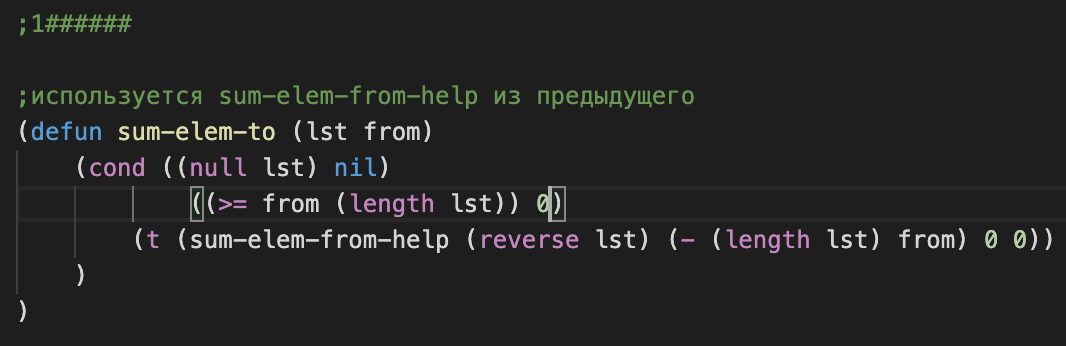 ;1######
;используется sum-elem-from-help из предыдущего
(defun sum-elem-to (lst from)
(cond ((null lst) nil)
((>= from (length lst)) 0)
(t (sum-elem-from-help (reverse lst) (- (length lst) from) 0 0))
)
)